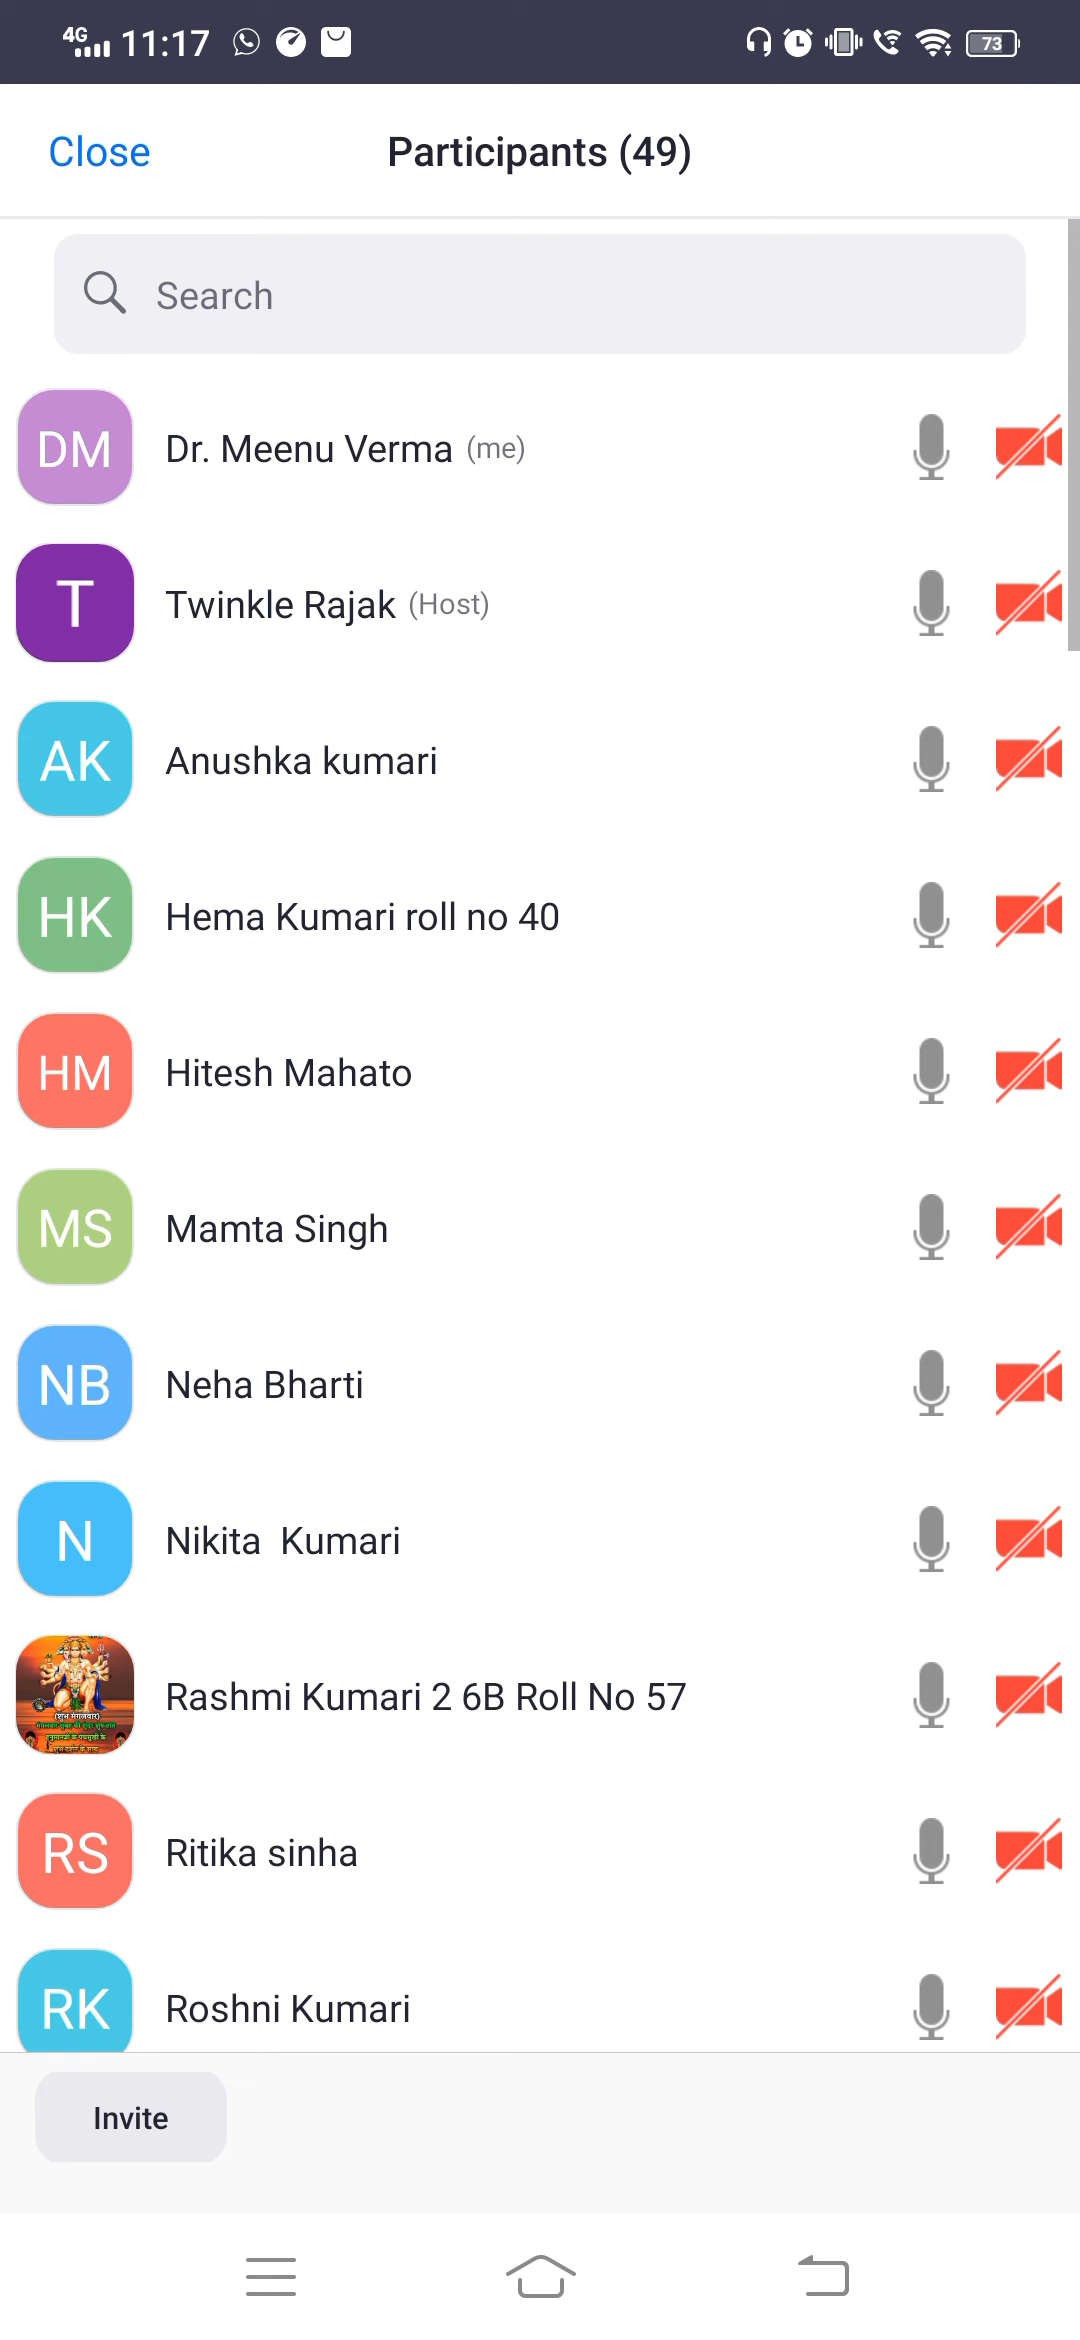 4G 11:17 73
Close Participants (49)
Search
DM Dr. Meenu Verma (me)
T Twinkle Rajak (Host)
AK Anushka kumari
HK Hema Kumari roll no 40
HM Hitesh Mahato
MS Mamta Singh
NB Neha Bharti
N Nikita  Kumari
(शुभ मंगलवार)
Rashmi Kumari 2 6B Roll No 57
RS Ritika sinha
RK Roshni Kumari
Invite